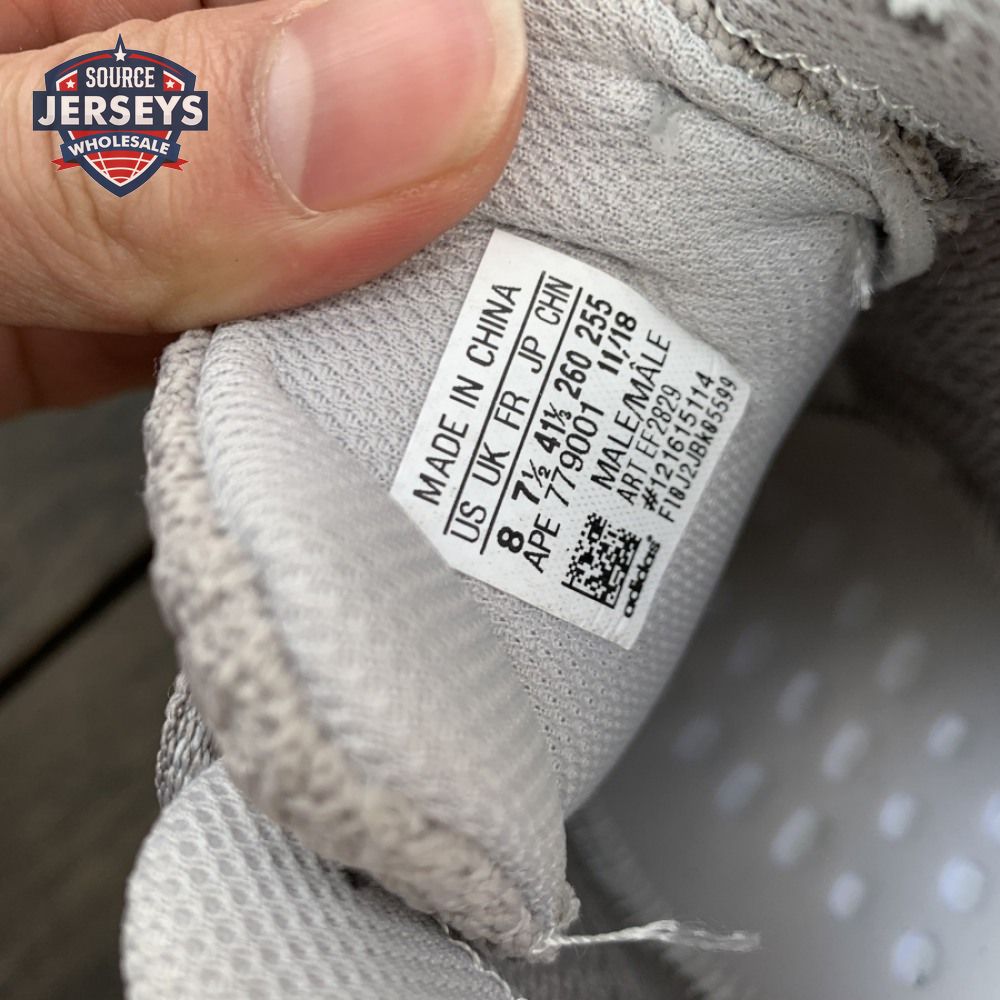 SOURCE
JERSEYS
WHOLESALE
MADE IN CHINA
US UK FR JP CHN
8 7½ 41⅓ 260 255
APE 779001 11/18
MALE/MÂLE
ART EF2829
#121615114
F10J2JBK05S99
adidas